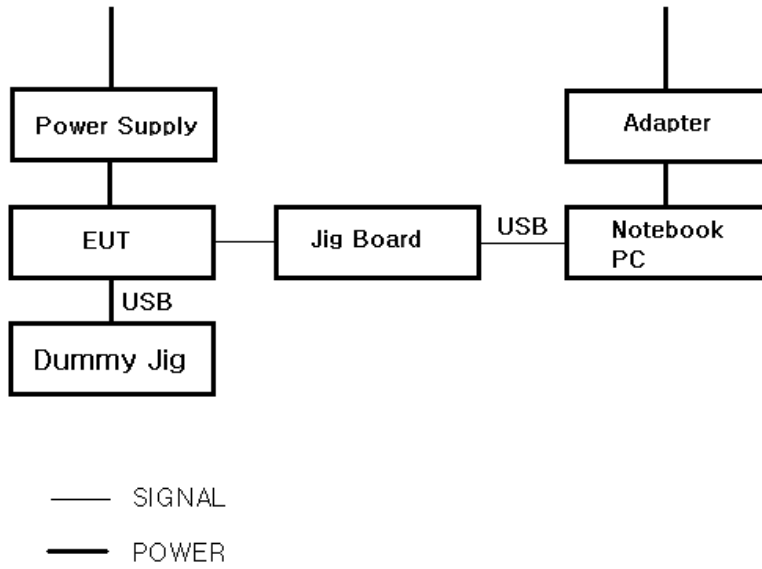 Power Supply
Adapter
EUT
Jig Board
USB
Notebook
PC
USB
Dummy Jig
SIGNAL
POWER